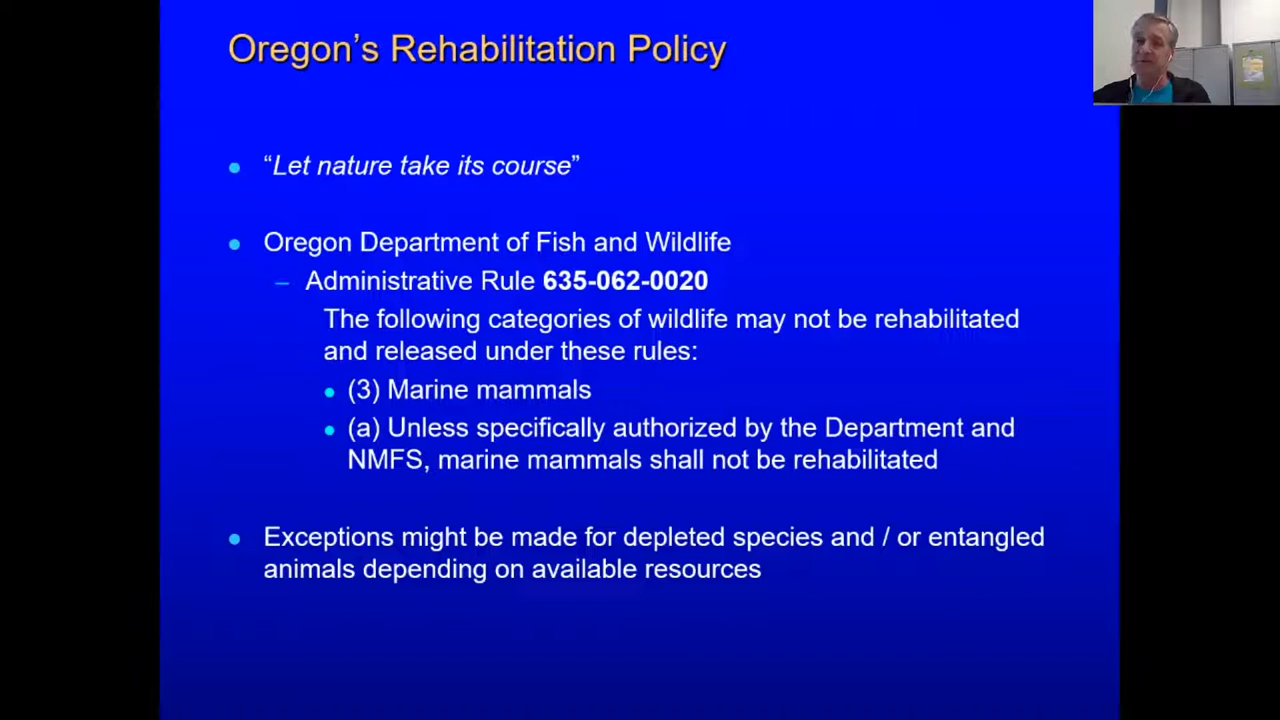 Oregon’s Rehabilitation Policy
“Let nature take its course”
Oregon Department of Fish and Wildlife
– Administrative Rule 635-062-0020
The following categories of wildlife may not be rehabilitated
and released under these rules:
(3) Marine mammals
(a) Unless specifically authorized by the Department and
NMFS, marine mammals shall not be rehabilitated
Exceptions might be made for depleted species and / or entangled
animals depending on available resources